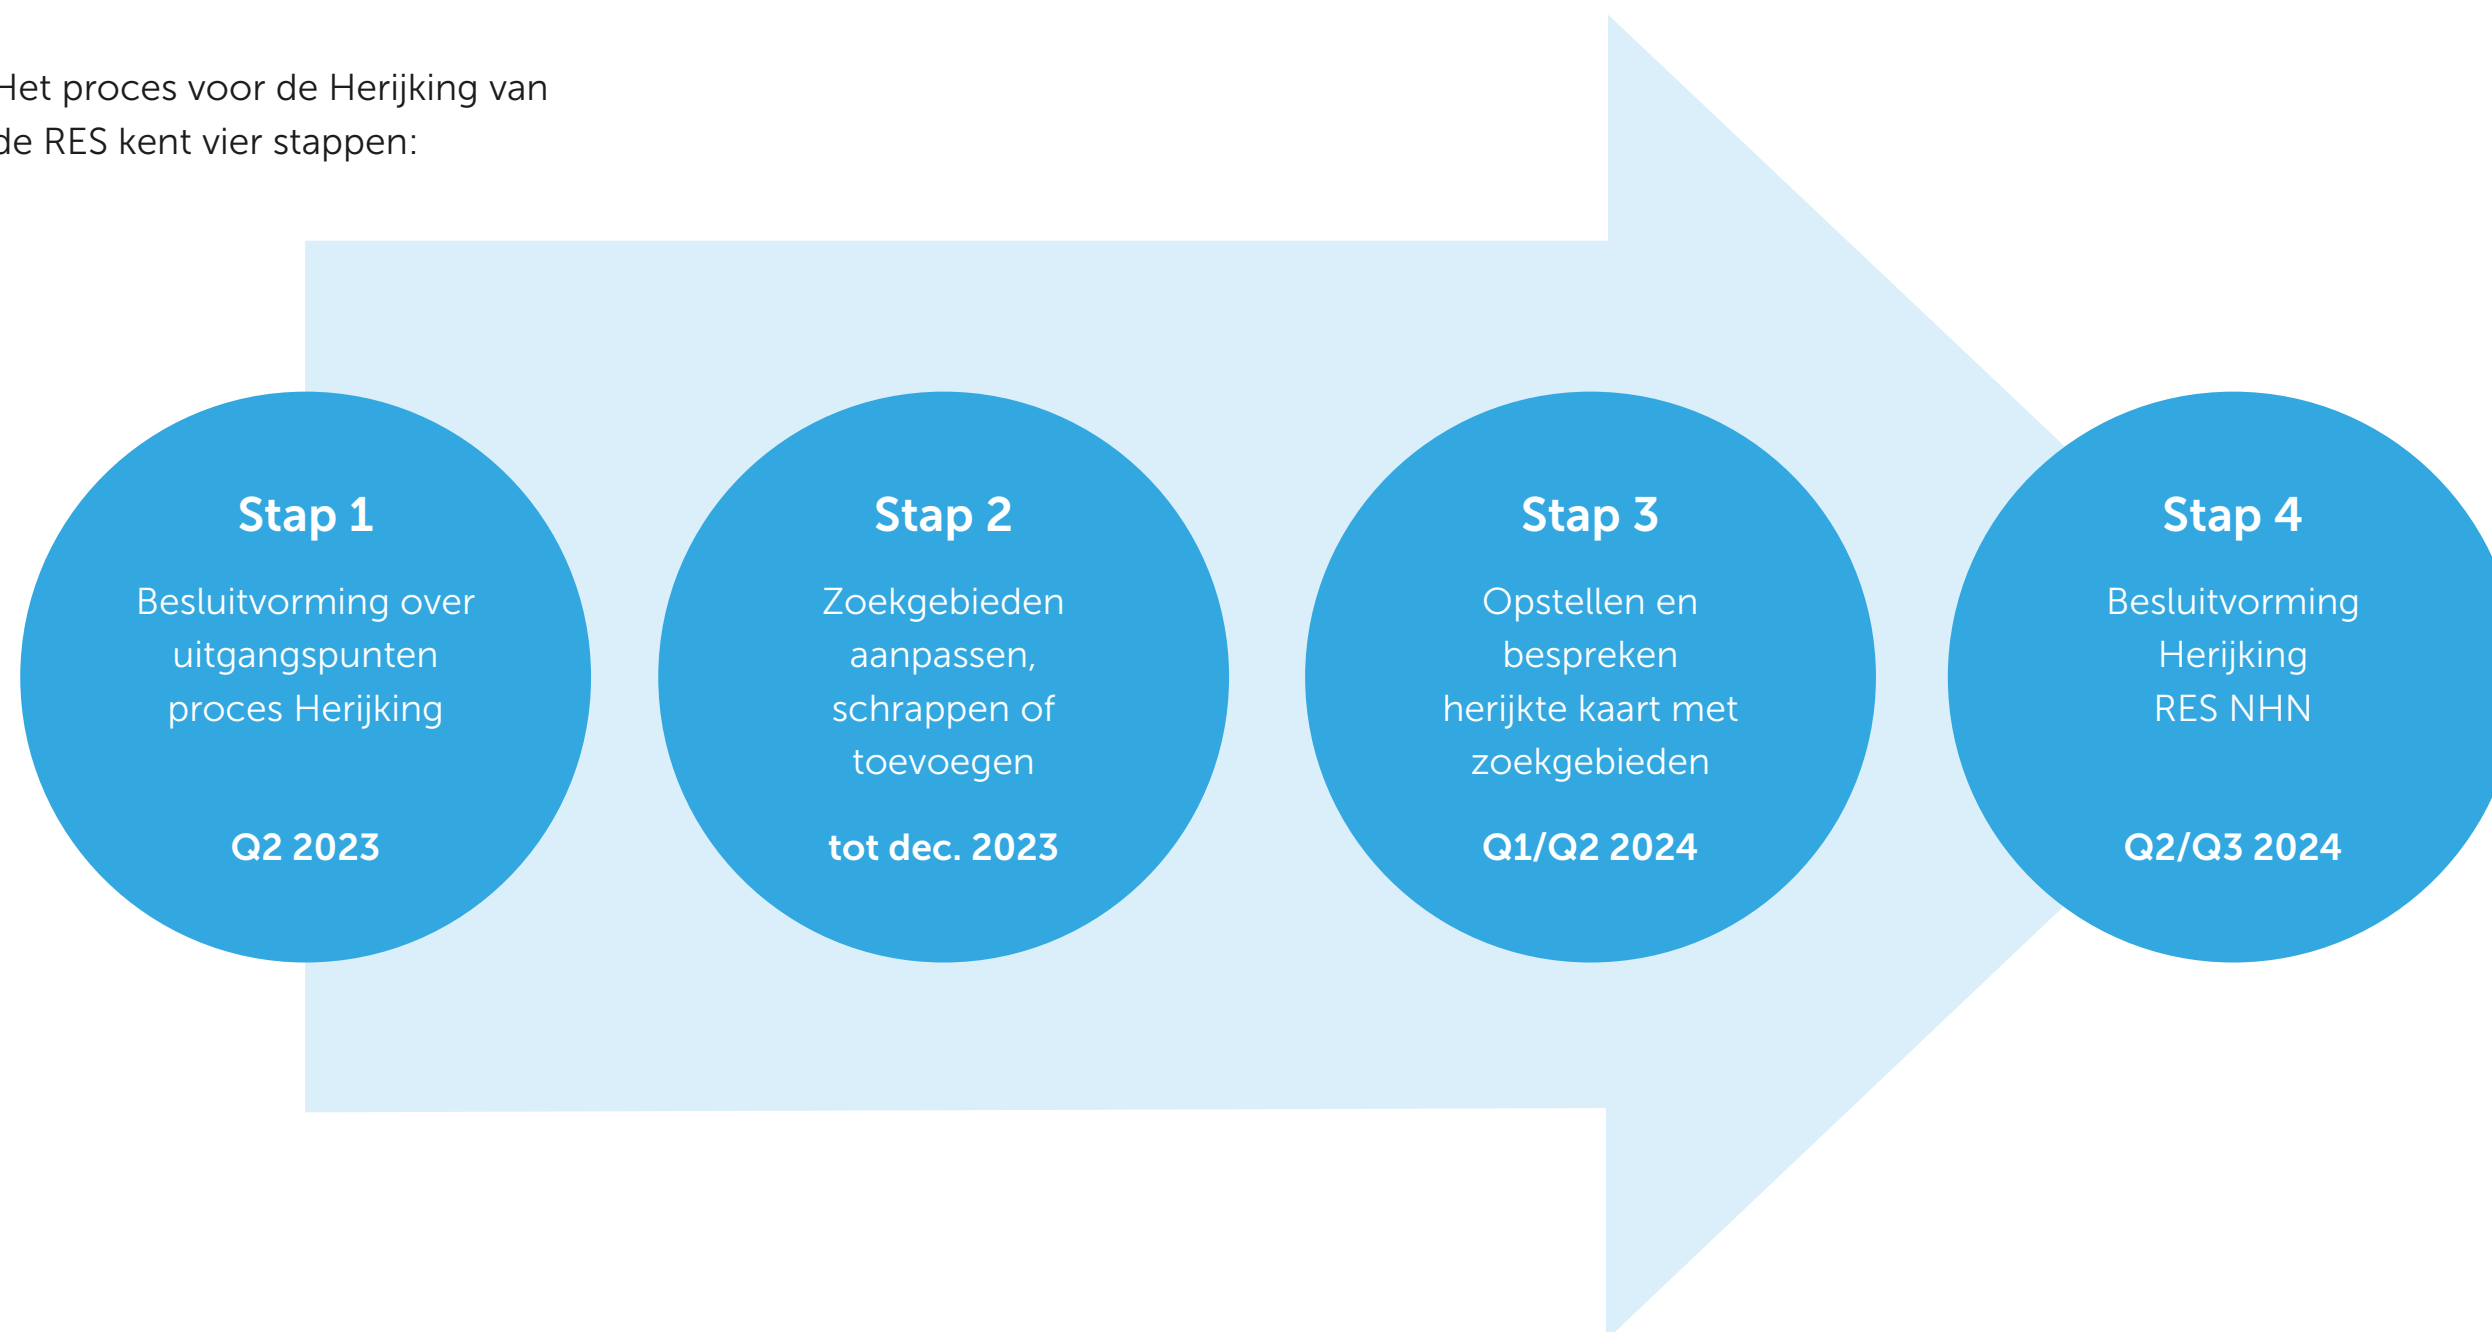 Het proces voor de Herijking van
de RES kent vier stappen:
Stap 1
Besluitvorming over
uitgangspunten
proces Herijking
Q2 2023
Stap 2
Zoekgebieden
aanpassen,
schrappen of
toevoegen
tot dec. 2023
Stap 3
Opstellen en
bespreken
herijkte kaart met
zoekgebieden
Q1/Q2 2024
Stap 4
Besluitvorming
Herijking
RES NHN
Q2/Q3 2024